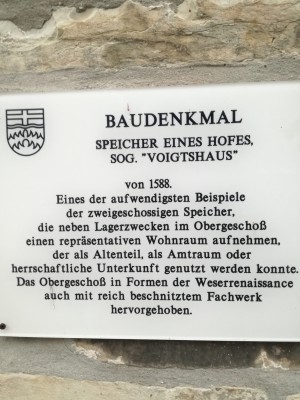 BAUDENKMAL
SPEICHER EINES HOFES,
SOG. "VOIGTSHAUS"
von 1588.
Eines der aufwendigsten Beispiele
der zweigeschossigen Speicher,
die neben Lagerzwecken im Obergeschoß
einen repräsentativen Wohnraum aufnehmen,
der als Altenteil, als Amtraum oder
herrschaftliche Unterkunft genutzt werden konnte.
Das Obergeschoß in Formen der Weserrenaissance
auch mit reich beschnitztem Fachwerk
hervorgehoben.